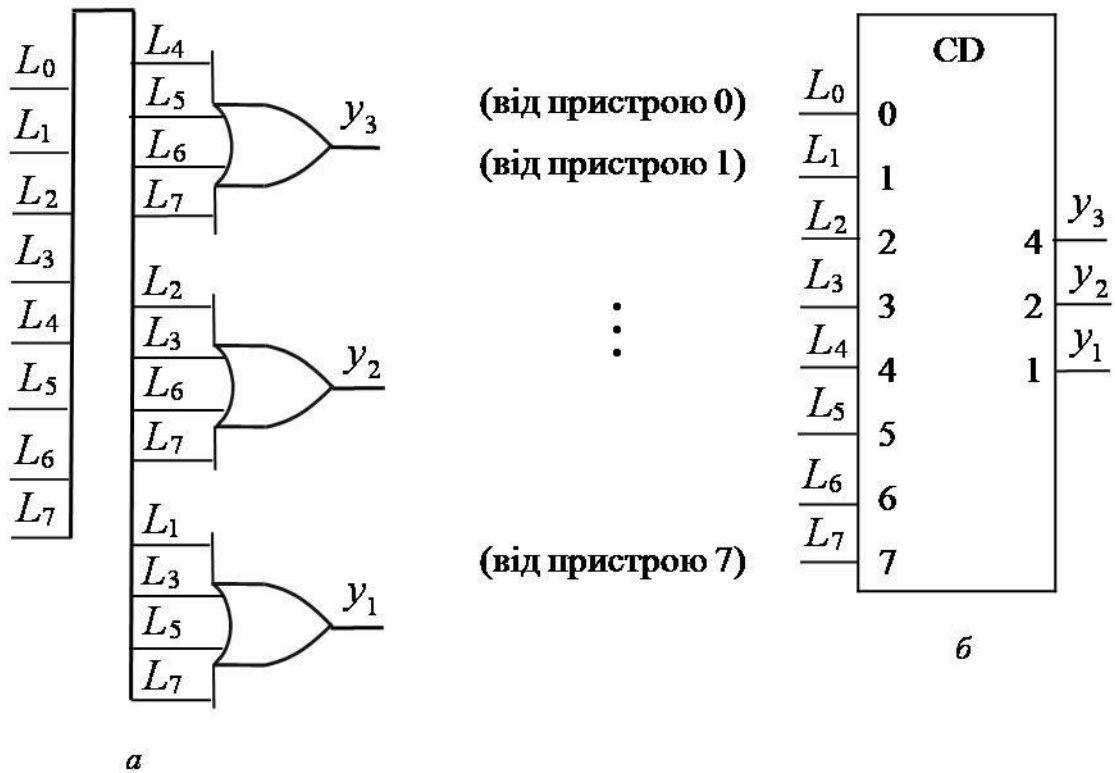 L₀
L₁
L₂
L₃
L₄
L₅
L₆
L₇
L₄
L₅
L₆
L₇
y₃
L₂
L₃
L₆
L₇
y₂
L₁
L₃
L₅
L₇
y₁
а
(від пристрою 0)
(від пристрою 1)
(від пристрою 7)
CD
L₀ 0
L₁ 1
L₂ 2
L₃ 3
L₄ 4
L₅ 5
L₆ 6
L₇ 7
4 y₃
2 y₂
1 y₁
б